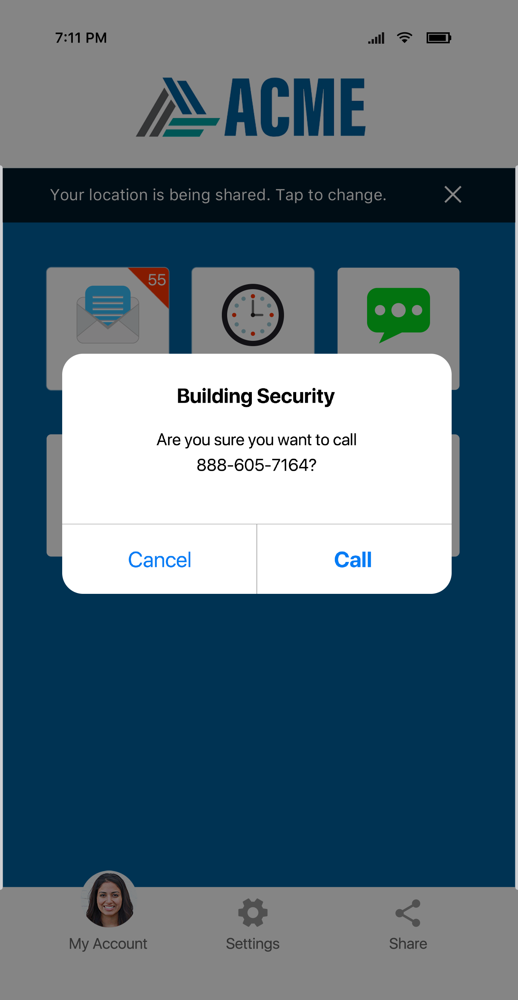 7:11 PM
ACME
Your location is being shared. Tap to change.
55
Building Security
Are you sure you want to call
888-605-7164?
Cancel
Call
My Account
Settings
Share